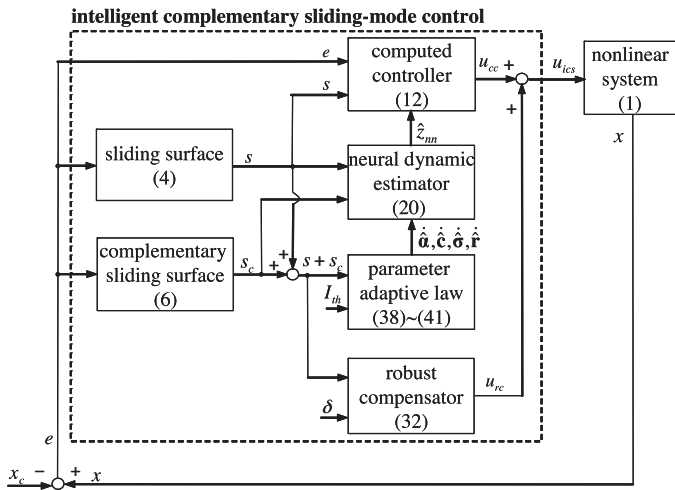 intelligent complementary sliding-mode control
e
computed
controller
(12)
u_cc +
+
u_ics
nonlinear
system
(1)
x
s
ẑ_nn
sliding surface
(4)
s
neural dynamic
estimator
(20)
α̂̇,ĉ̇,σ̂̇,r̂̇
complementary
sliding surface
(6)
s_c
+
+
s + s_c
I_th
parameter
adaptive law
(38)~(41)
robust
compensator
(32)
u_rc
δ
e
x_c − + x